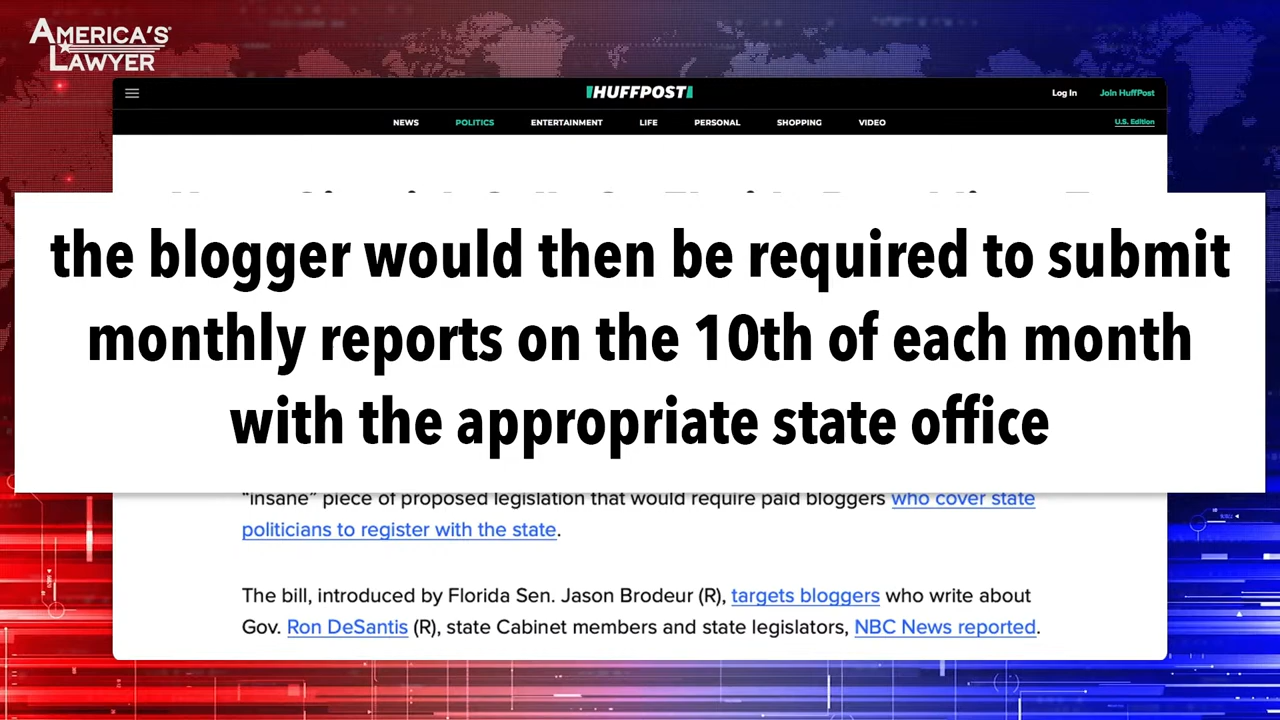 AMERICA'S
LAWYER
HUFFPOST
Log In
Join HuffPost
NEWS
POLITICS
ENTERTAINMENT
LIFE
PERSONAL
SHOPPING
VIDEO
U.S. Edition
the blogger would then be required to submit
monthly reports on the 10th of each month
with the appropriate state office
“insane” piece of proposed legislation that would require paid bloggers who cover state
politicians to register with the state.
The bill, introduced by Florida Sen. Jason Brodeur (R), targets bloggers who write about
Gov. Ron DeSantis (R), state Cabinet members and state legislators, NBC News reported.